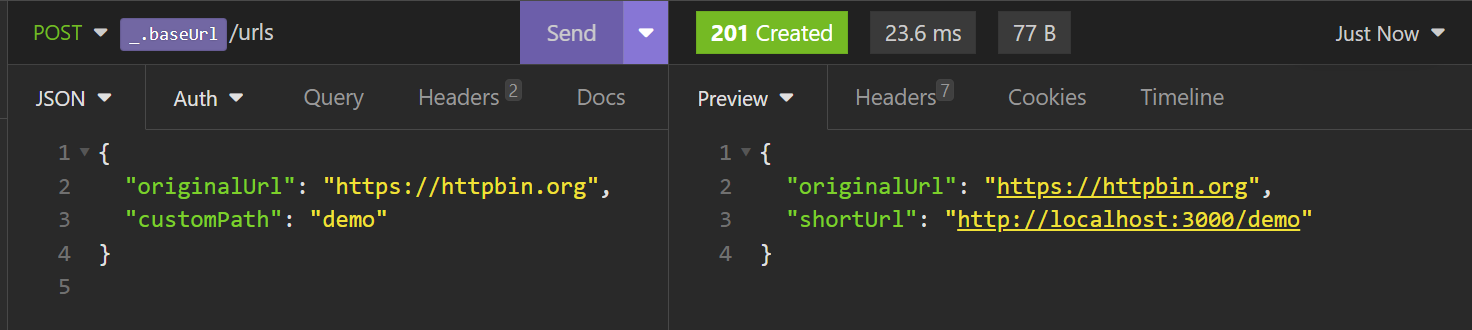 POST _.baseUrl/urls Send
JSON Auth Query Headers 2 Docs
1 {
2 "originalUrl": "https://httpbin.org",
3 "customPath": "demo"
4 }
5
201 Created 23.6 ms 77 B Just Now
Preview Headers 7 Cookies Timeline
1 {
2 "originalUrl": "https://httpbin.org",
3 "shortUrl": "http://localhost:3000/demo"
4 }